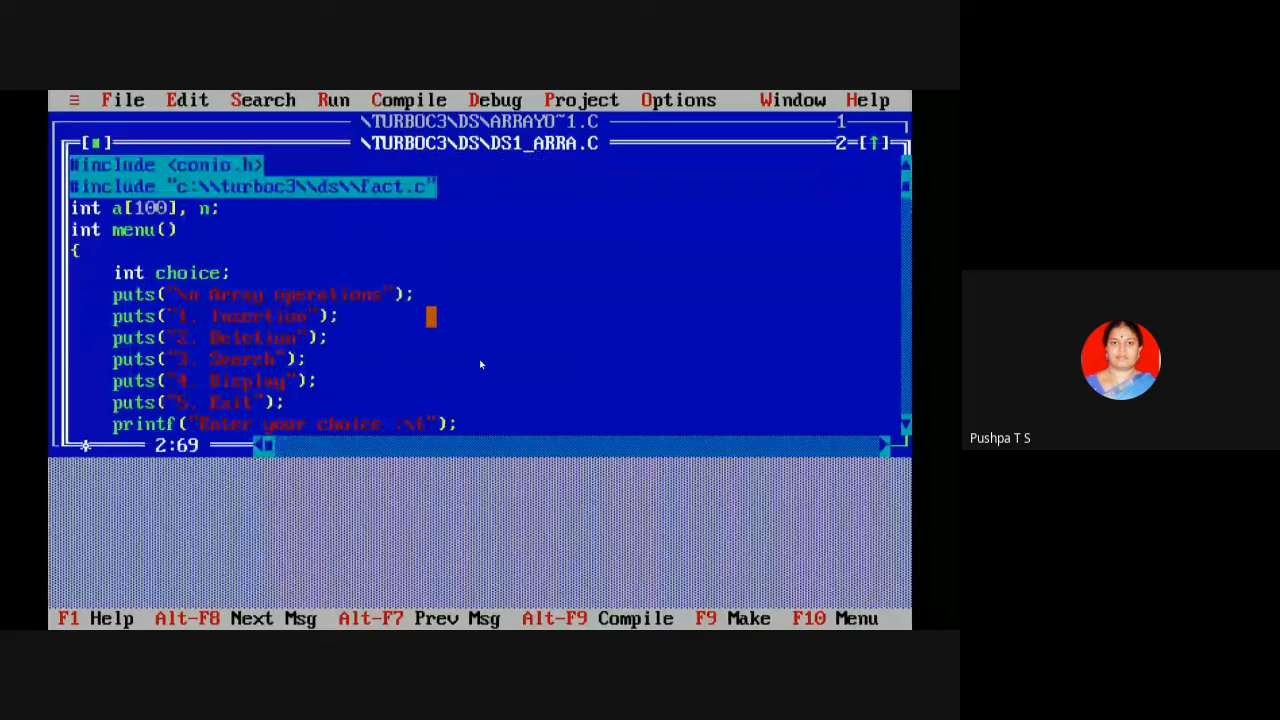 ≡ File Edit Search Run Compile Debug Project Options Window Help
\TURBOC3\DS\ARRAYO~1.C 1
[■] \TURBOC3\DS\DS1_ARRA.C 2=[↑]
#include <conio.h>
#include "c:\\turboc3\\ds\\fact.c"
int a[100], n;
int menu()
{
int choice;
puts("\n Array operations");
puts("1. Insertion");
puts("2. Deletion");
puts("3. Search");
puts("4. Display");
puts("5. Exit");
printf("Enter your choice :\t");
2:69
F1 Help Alt-F8 Next Msg Alt-F7 Prev Msg Alt-F9 Compile F9 Make F10 Menu
Pushpa T S